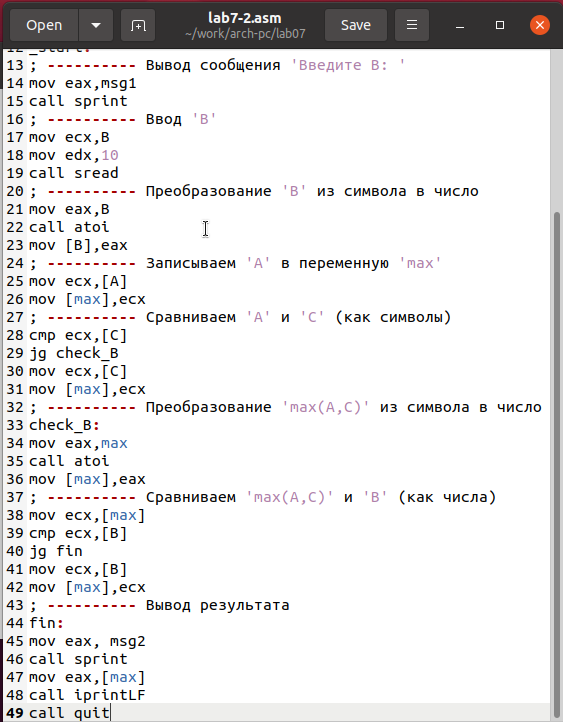 Open
lab7-2.asm
~/work/arch-pc/lab07
Save
12 _start:
13 ; ---------- Вывод сообщения 'Введите B: '
14 mov eax,msg1
15 call sprint
16 ; ---------- Ввод 'B'
17 mov ecx,B
18 mov edx,10
19 call sread
20 ; ---------- Преобразование 'B' из символа в число
21 mov eax,B
22 call atoi
23 mov [B],eax
24 ; ---------- Записываем 'A' в переменную 'max'
25 mov ecx,[A]
26 mov [max],ecx
27 ; ---------- Сравниваем 'A' и 'C' (как символы)
28 cmp ecx,[C]
29 jg check_B
30 mov ecx,[C]
31 mov [max],ecx
32 ; ---------- Преобразование 'max(A,C)' из символа в число
33 check_B:
34 mov eax,max
35 call atoi
36 mov [max],eax
37 ; ---------- Сравниваем 'max(A,C)' и 'B' (как числа)
38 mov ecx,[max]
39 cmp ecx,[B]
40 jg fin
41 mov ecx,[B]
42 mov [max],ecx
43 ; ---------- Вывод результата
44 fin:
45 mov eax, msg2
46 call sprint
47 mov eax,[max]
48 call iprintLF
49 call quit